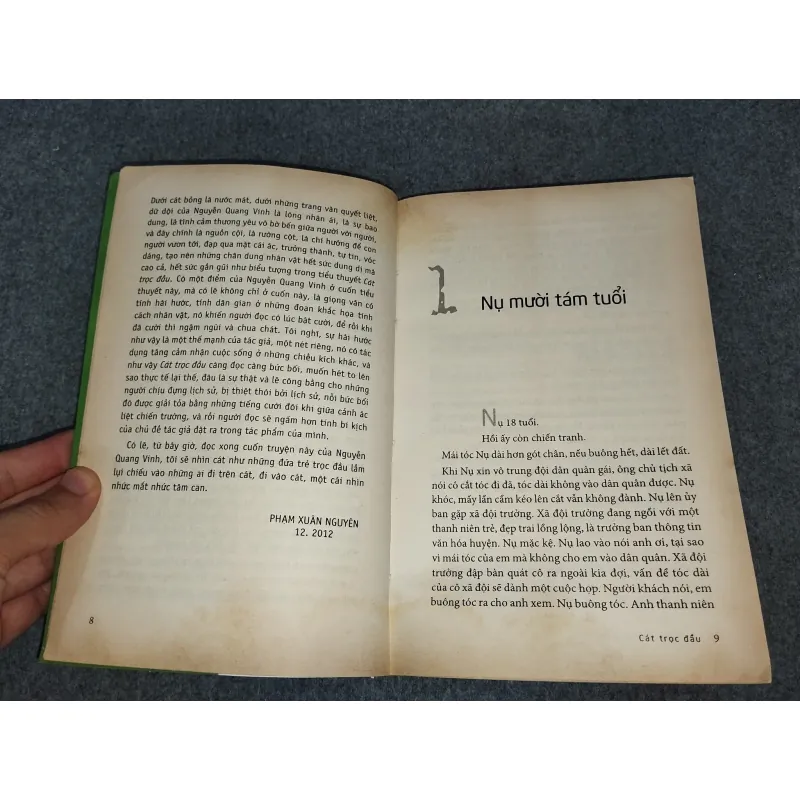 Dưới cát bỏng là nước mắt, dưới những trang văn quyết liệt,
dữ dội của Nguyễn Quang Vinh là lòng nhân ái, là sự bao
dung, là tình cảm thương yêu vô bờ bến giữa người với người,
và đây chính là nguồn cội, là rường cột, là chỉ hướng để con
người vươn tới, đạp qua mặt cái ác, trưởng thành, tự tin, vóc
dáng, tạo nên những chân dung nhân vật hết sức dung dị mà
cao cả, hết sức gần gũi như biểu tượng trong tiểu thuyết Cát
trọc đầu. Có một điểm của Nguyễn Quang Vinh ở cuốn tiểu
thuyết này, mà có lẽ không chỉ ở cuốn này, là giọng văn có
tính hài hước, tính dân gian ở những đoạn khắc họa tính
cách nhân vật, nó khiến người đọc có lúc bật cười, để rồi khi
đã cười thì ngậm ngùi và chua chát. Tôi nghĩ, sự hài hước
như vậy là một thế mạnh của tác giả, một nét riêng, nó có tác
dụng tăng cảm nhận cuộc sống ở những chiều kích khác, và
như vậy Cát trọc đầu càng đọc càng bức bối, muốn hét to lên
sao thực tế lại thế, đâu là sự thật và lẽ công bằng cho những
người chịu đựng lịch sử, bị thiệt thòi bởi lịch sử, nỗi bức bối
đó được giải tỏa bằng những tiếng cười đôi khi giữa cảnh ác
liệt chiến trường, và rồi người đọc sẽ ngấm hơn tính bi kịch
của chủ đề tác giả đặt ra trong tác phẩm của mình.
Có lẽ, từ bây giờ, đọc xong cuốn truyện này của Nguyễn
Quang Vinh, tôi sẽ nhìn cát như những đứa trẻ trọc đầu lầm
lụi chiếu vào những ai đi trên cát, đi vào cát, một cái nhìn
nhức mắt nhức tâm can.
PHẠM XUÂN NGUYÊN
12. 2012
8
1
Nụ mười tám tuổi
Nụ 18 tuổi.
Hồi ấy còn chiến tranh.
Mái tóc Nụ dài hơn gót chân, nếu buông hết, dài lết đất.
Khi Nụ xin vô trung đội dân quân gái, ông chủ tịch xã
nói có cắt tóc đi đã, tóc dài không vào dân quân được. Nụ
khóc, mấy lần cầm kéo lên cắt vẫn không đành. Nụ lên ủy
ban gặp xã đội trưởng. Xã đội trưởng đang ngồi với một
thanh niên trẻ, đẹp trai lồng lộng, là trưởng ban thông tin
văn hóa huyện. Nụ mặc kệ. Nụ lao vào nói anh ơi, tại sao
vì mái tóc của em mà không cho em vào dân quân. Xã đội
trưởng đập bàn quát cô ra ngoài kia đợi, vấn đề tóc dài
của cô xã đội sẽ dành một cuộc họp. Người khách nói, em
buông tóc ra cho anh xem. Nụ buông tóc. Anh thanh niên
Cát trọc đầu 9